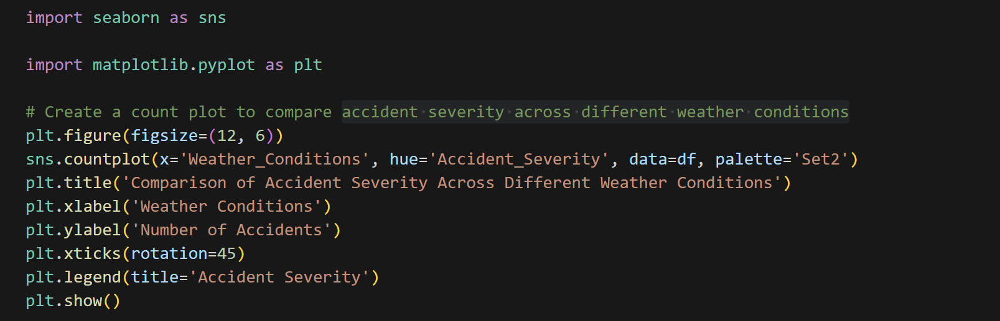 import seaborn as sns
import matplotlib.pyplot as plt
# Create a count plot to compare accident severity across different weather conditions
plt.figure(figsize=(12, 6))
sns.countplot(x='Weather_Conditions', hue='Accident_Severity', data=df, palette='Set2')
plt.title('Comparison of Accident Severity Across Different Weather Conditions')
plt.xlabel('Weather Conditions')
plt.ylabel('Number of Accidents')
plt.xticks(rotation=45)
plt.legend(title='Accident Severity')
plt.show()